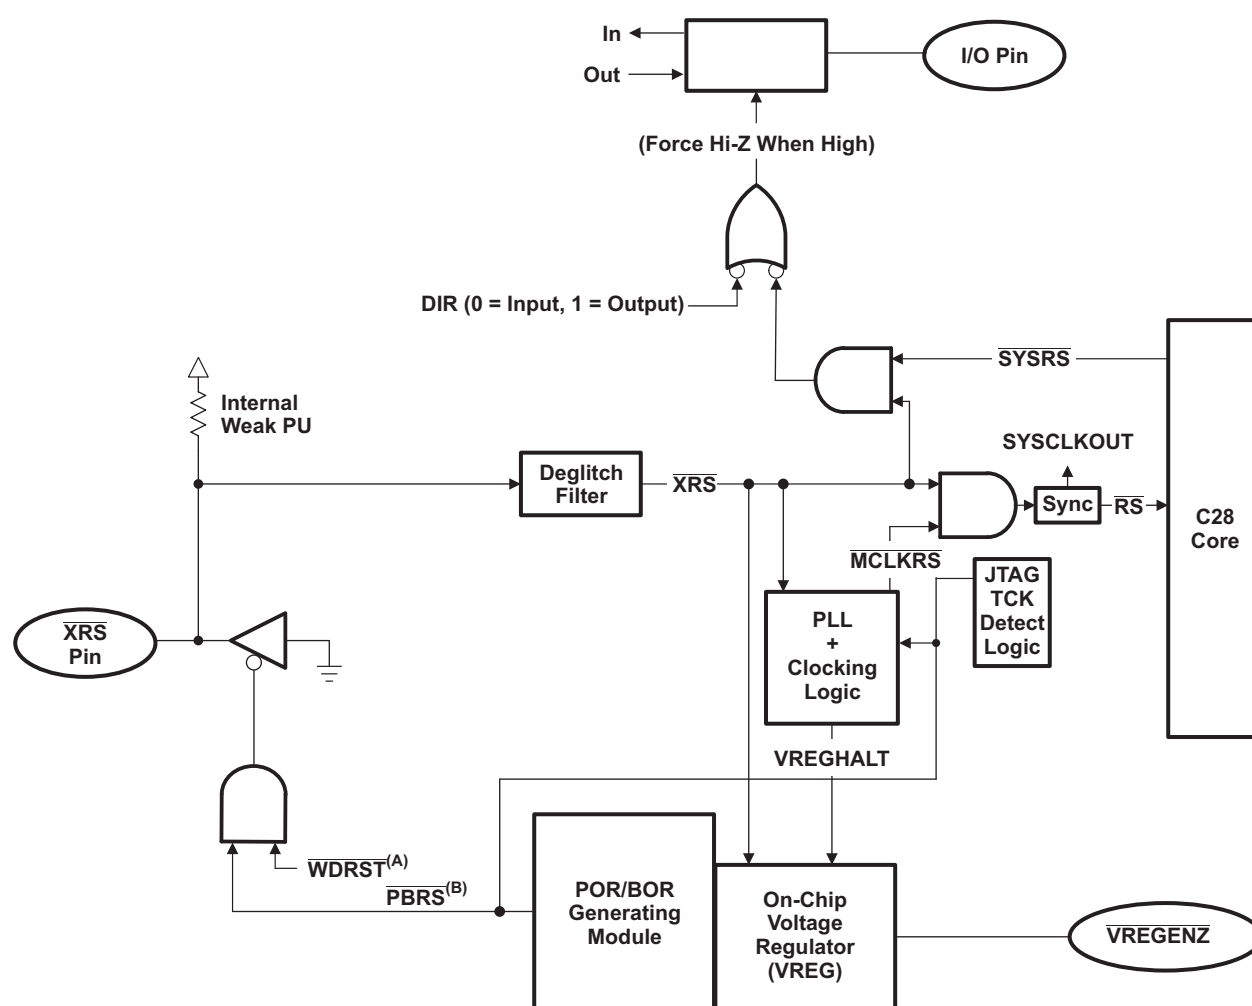 In
Out
I/O Pin
(Force Hi-Z When High)
DIR (0 = Input, 1 = Output)
SYSRS
Internal
Weak PU
SYSCLKOUT
Deglitch
Filter
XRS
Sync
RS
C28
Core
MCLKRS
JTAG
TCK
Detect
Logic
XRS
Pin
PLL
+
Clocking
Logic
VREGHALT
WDRST(A)
PBRS(B)
POR/BOR
Generating
Module
On-Chip
Voltage
Regulator
(VREG)
VREGENZ